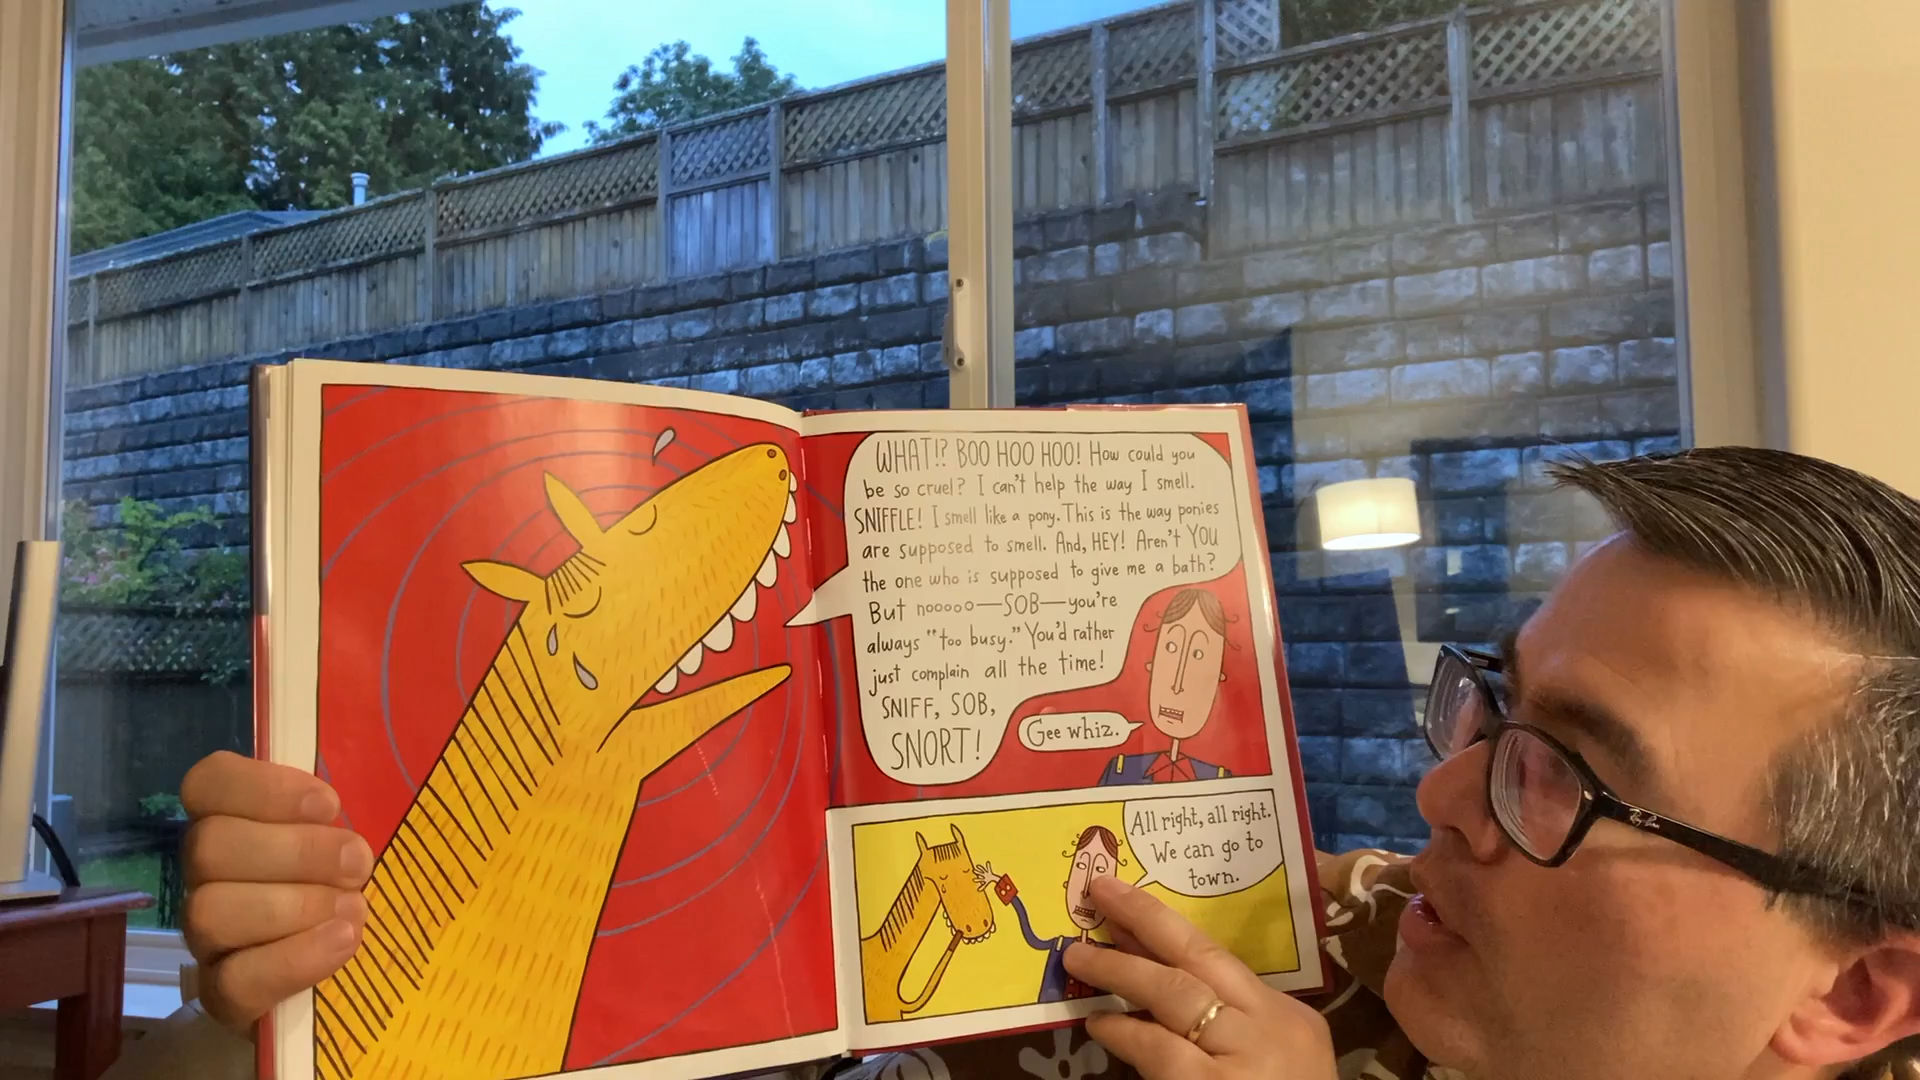 WHAT!? BOO HOO HOO! How could you
be so cruel? I can't help the way I smell.
SNIFFLE! I smell like a pony. This is the way ponies
are supposed to smell. And, HEY! Aren't YOU
the one who is supposed to give me a bath?
But nooooo—SOB—you're
always "too busy." You'd rather
just complain all the time!
SNIFF, SOB,
SNORT!
Gee whiz.
All right, all right.
We can go to
town.
Ray-Ban